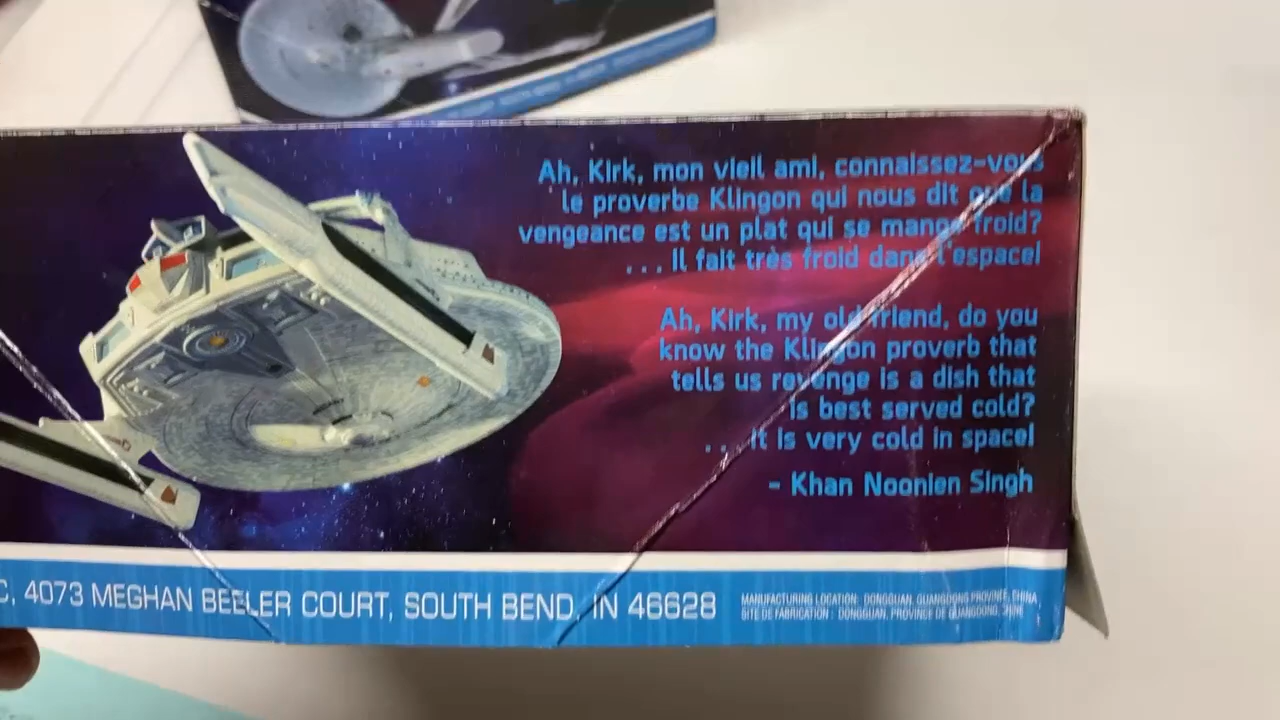 Ah, Kirk, mon vieil ami, connaissez-vous
le proverbe Klingon qui nous dit que la
vengeance est un plat qui se mange froid?
... Il fait très froid dans l'espace!
Ah, Kirk, my old friend, do you
know the Klingon proverb that
tells us revenge is a dish that
is best served cold?
... It is very cold in space!
- Khan Noonien Singh
C, 4073 MEGHAN BEELER COURT, SOUTH BEND, IN 46628
MANUFACTURING LOCATION: DONGGUAN, GUANGDONG PROVINCE, CHINA
SITE DE FABRICATION : DONGGUAN, PROVINCE DE GUANGDONG, CHINE